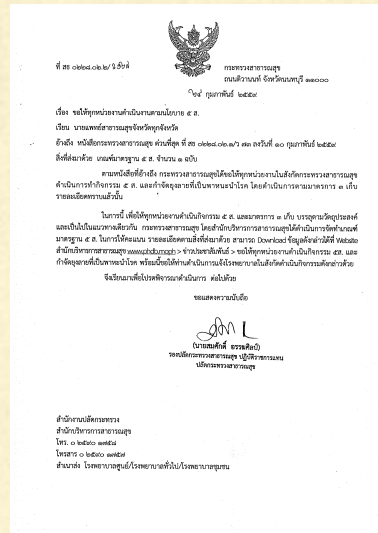 ที่ สธ ๐๒๒๘.๐๒.๒/
กระทรวงสาธารณสุข
ถนนติวานนท์ จังหวัดนนทบุรี ๑๑๐๐๐
๒๔ กุมภาพันธ์ ๒๕๕๙
เรื่อง ขอให้ทุกหน่วยงานดำเนินงานตามนโยบาย ๕ ส.
เรียน นายแพทย์สาธารณสุขจังหวัดทุกจังหวัด
อ้างถึง หนังสือกระทรวงสาธารณสุข ด่วนที่สุด ที่ สธ ๐๒๒๘.๐๒.๑/ว ๗๓ ลงวันที่ ๑๐ กุมภาพันธ์ ๒๕๕๙
สิ่งที่ส่งมาด้วย เกณฑ์มาตรฐาน ๕ ส. จำนวน ๑ ฉบับ
ตามหนังสือที่อ้างถึง กระทรวงสาธารณสุขได้ขอให้ทุกหน่วยงานในสังกัดกระทรวงสาธารณสุข
ดำเนินการทำกิจกรรม ๕ ส. และกำจัดยุงลายที่เป็นพาหะนำโรค โดยดำเนินการตามมาตรการ ๓ เก็บ
รายละเอียดทราบแล้วนั้น
ในการนี้ เพื่อให้ทุกหน่วยงานดำเนินกิจกรรม ๕ ส. และมาตรการ ๓ เก็บ บรรลุตามวัตถุประสงค์
และเป็นไปในแนวทางเดียวกัน กระทรวงสาธารณสุข โดยสำนักบริหารการสาธารณสุขได้ดำเนินการจัดทำเกณฑ์
มาตรฐาน ๕ ส. ในการให้คะแนน รายละเอียดตามสิ่งที่ส่งมาด้วย สามารถ Download ข้อมูลดังกล่าวได้ที่ Website
สำนักบริหารการสาธารณสุข www.phdb.moph > ข่าวประชาสัมพันธ์ > ขอให้ทุกหน่วยงานดำเนินกิจกรรม ๕ส. และ
กำจัดยุงลายที่เป็นพาหะนำโรค พร้อมนี้ขอให้ท่านดำเนินการแจ้งโรงพยาบาลในสังกัดดำเนินกิจกรรมดังกล่าวด้วย
จึงเรียนมาเพื่อโปรดพิจารณาดำเนินการ ต่อไปด้วย
ขอแสดงความนับถือ
(นายสมศักดิ์ อรรฆศิลป์)
รองปลัดกระทรวงสาธารณสุข ปฏิบัติราชการแทน
ปลัดกระทรวงสาธารณสุข
สำนักงานปลัดกระทรวง
สำนักบริหารการสาธารณสุข
โทร. ๐ ๒๕๙๐ ๑๗๕๘
โทรสาร ๐ ๒๕๙๐ ๑๗๕๗
สำเนาส่ง โรงพยาบาลศูนย์/โรงพยาบาลทั่วไป/โรงพยาบาลชุมชน